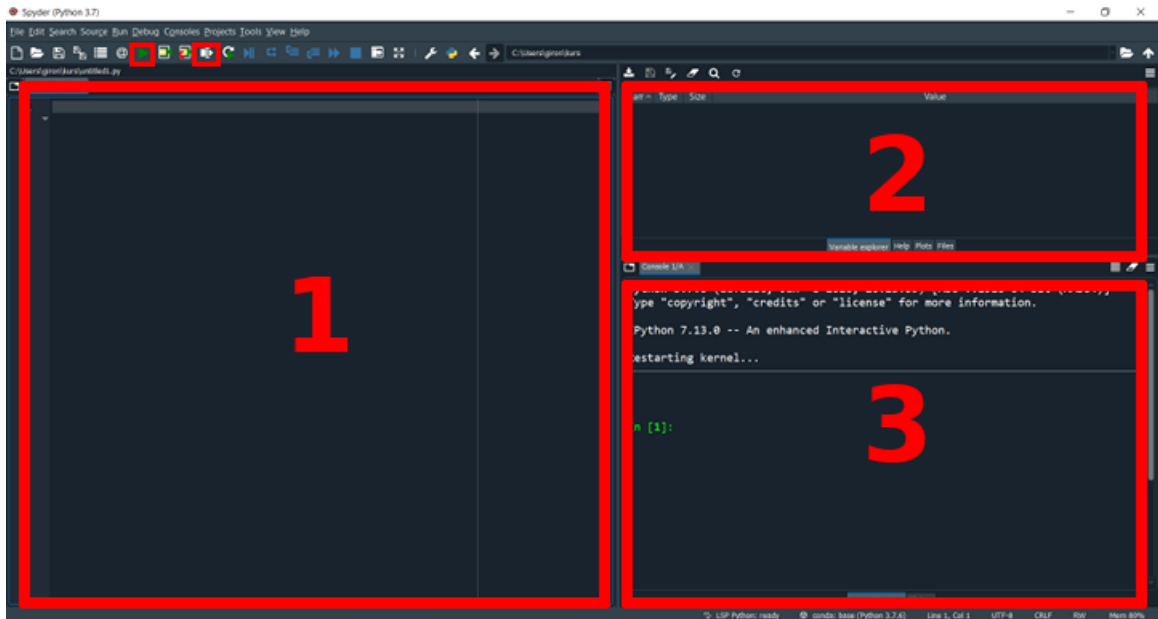 Spyder (Python 3.7)
File Edit Search Source Run Debug Consoles Projects Tools View Help
C:\Users\giron\kurs
C:\Users\giron\kurs\untitled1.py
Type Size Value
1
2
Variable explorer Help Plots Files
Console 1/A
ype "copyright", "credits" or "license" for more information.
Python 7.13.0 -- An enhanced Interactive Python.
estarting kernel...
n [1]:
3
LSP Python: ready conda: base (Python 3.7.6) Line 1, Col 1 UTF-8 CRLF RW Mem 89%